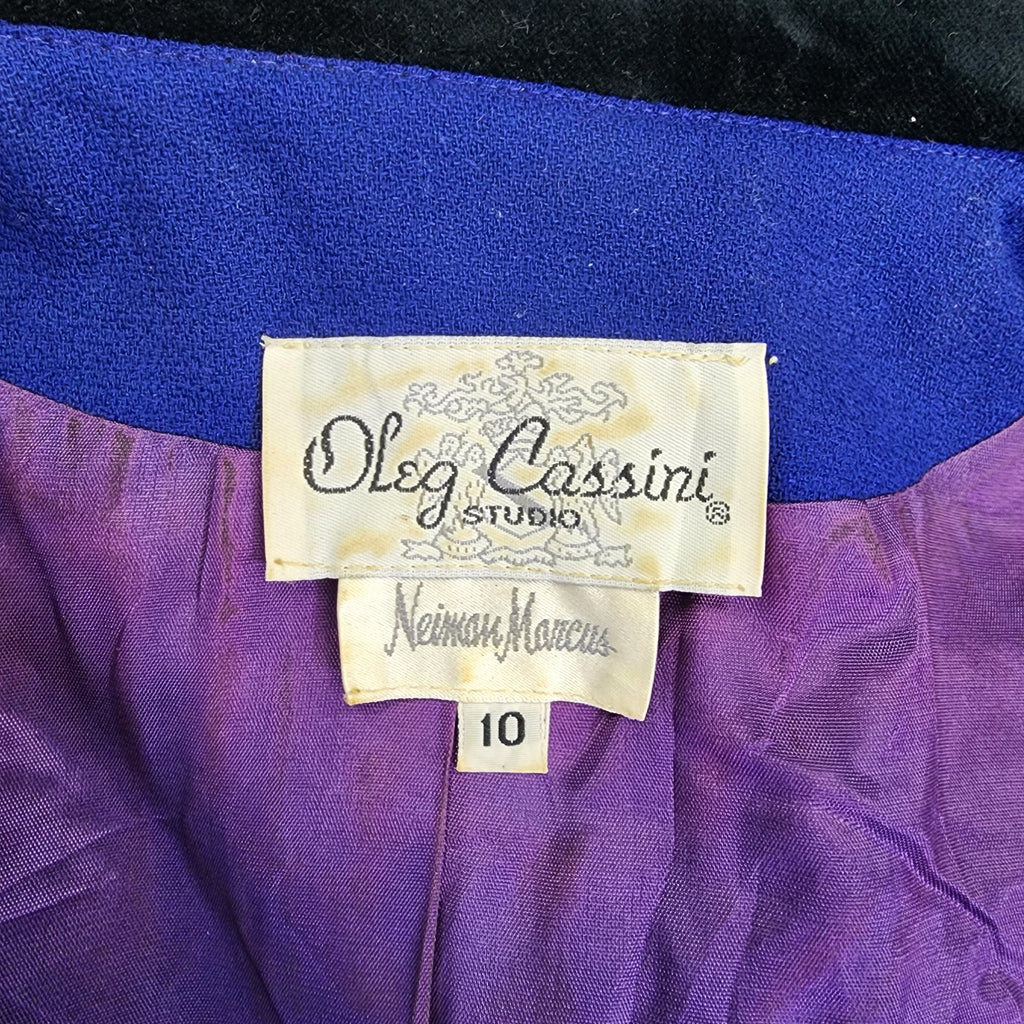 Oleg Cassini®
STUDIO
Neiman Marcus
10